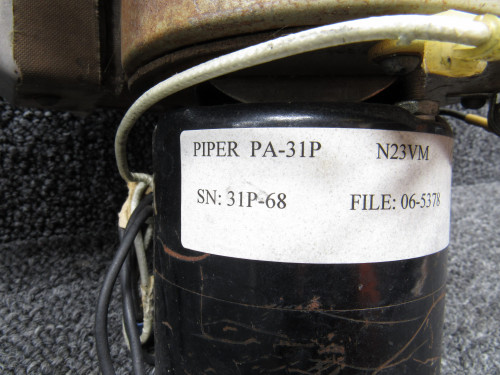 PIPER PA-31P N23VM
SN: 31P-68 FILE: 06-5378